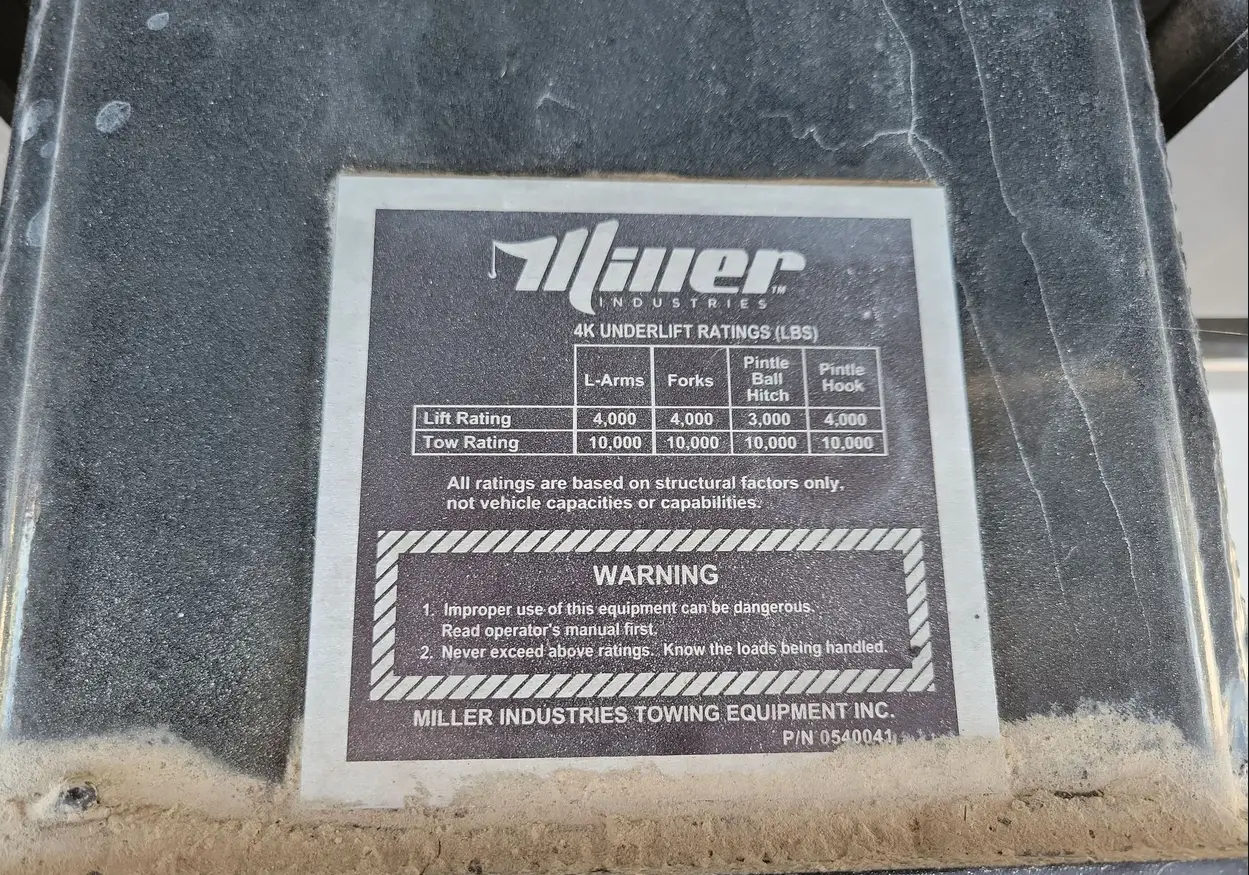 Miller™
INDUSTRIES
4K UNDERLIFT RATINGS (LBS)
L-Arms Forks Pintle Ball Hitch Pintle Hook
Lift Rating 4,000 4,000 3,000 4,000
Tow Rating 10,000 10,000 10,000 10,000
All ratings are based on structural factors only,
not vehicle capacities or capabilities.
WARNING
1. Improper use of this equipment can be dangerous.
Read operator's manual first.
2. Never exceed above ratings. Know the loads being handled.
MILLER INDUSTRIES TOWING EQUIPMENT INC.
P/N 0540041